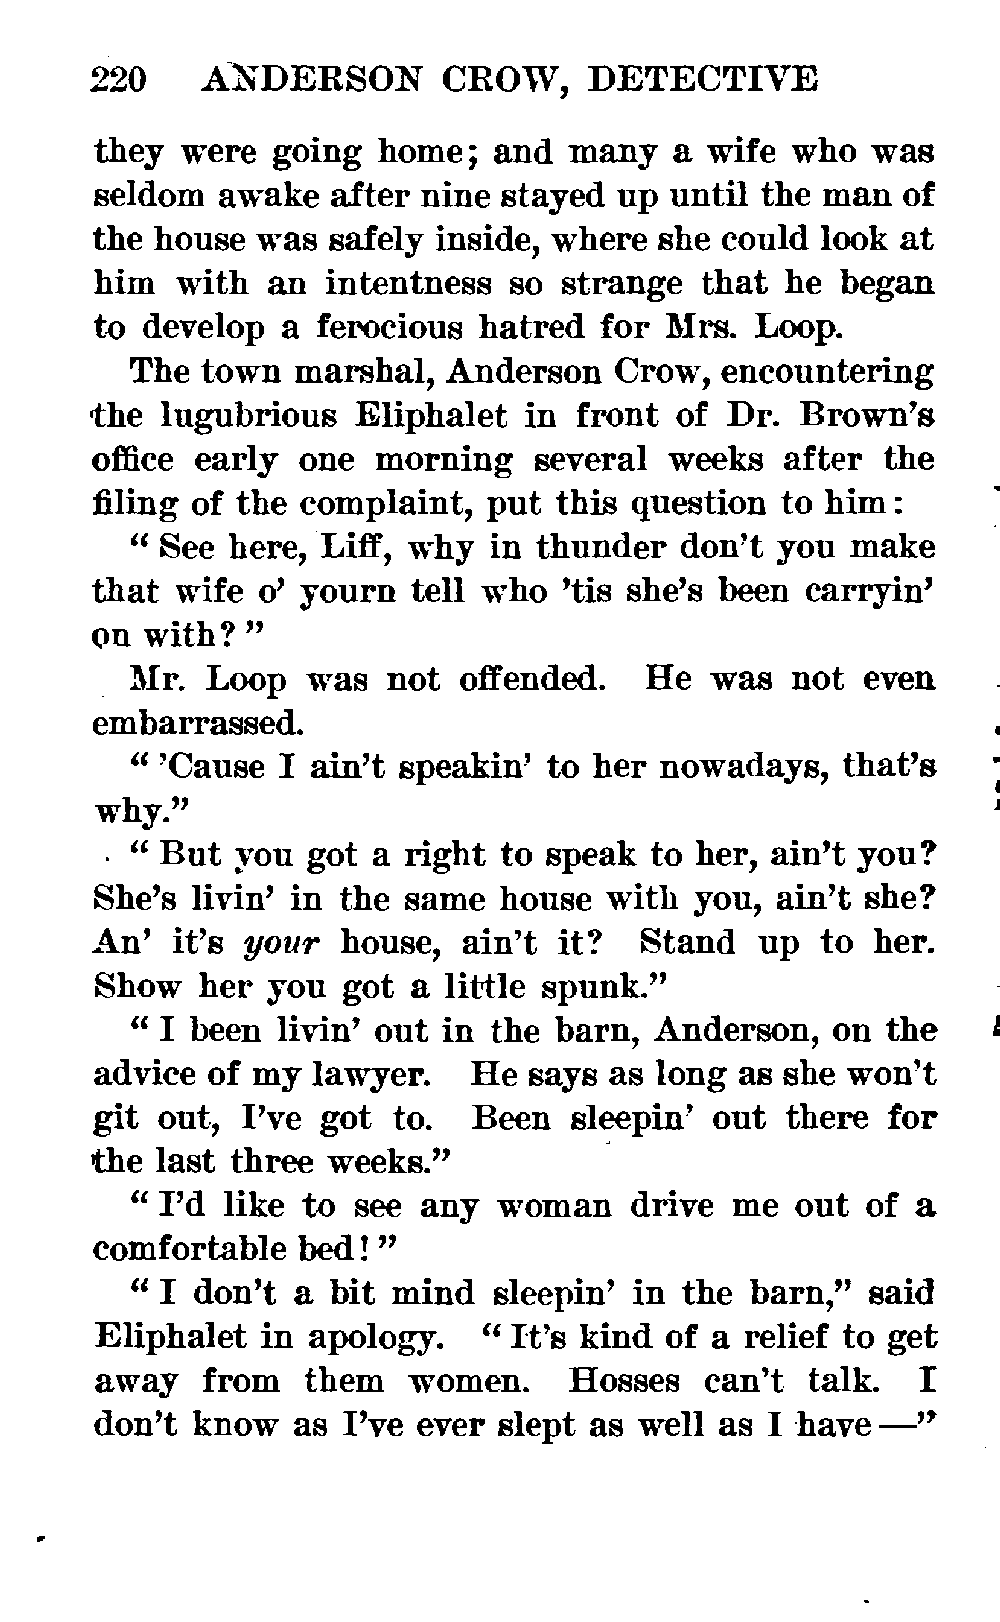 220 ANDERSON CROW, DETECTIVE
they were going home; and many a wife who was
seldom awake after nine stayed up until the man of
the house was safely inside, where she could look at
him with an intentness so strange that he began
to develop a ferocious hatred for Mrs. Loop.
The town marshal, Anderson Crow, encountering
the lugubrious Eliphalet in front of Dr. Brown's
office early one morning several weeks after the
filing of the complaint, put this question to him:
" See here, Liff, why in thunder don't you make
that wife o' yourn tell who 'tis she's been carryin'
on with? "
Mr. Loop was not offended. He was not even
embarrassed.
" 'Cause I ain't speakin' to her nowadays, that's
why."
" But you got a right to speak to her, ain't you?
She's livin' in the same house with you, ain't she?
An' it's your house, ain't it? Stand up to her.
Show her you got a little spunk."
" I been livin' out in the barn, Anderson, on the
advice of my lawyer. He says as long as she won't
git out, I've got to. Been sleepin' out there for
the last three weeks."
" I'd like to see any woman drive me out of a
comfortable bed! "
" I don't a bit mind sleepin' in the barn," said
Eliphalet in apology. " It's kind of a relief to get
away from them women. Hosses can't talk. I
don't know as I've ever slept as well as I have —"